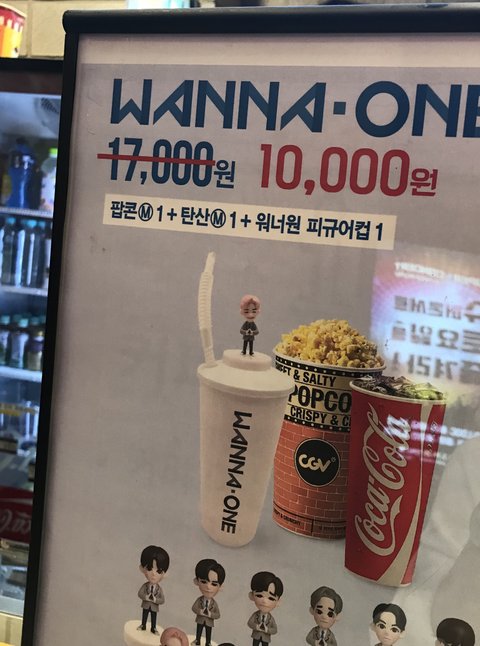 WANNA·ONE
17,000원 10,000원
팝콘Ⓜ1+탄산Ⓜ1+워너원 피규어컵 1
WANNA·ONE
SWEET & SALTY
POPCO
CRISPY & C
CGV
Coca-Cola